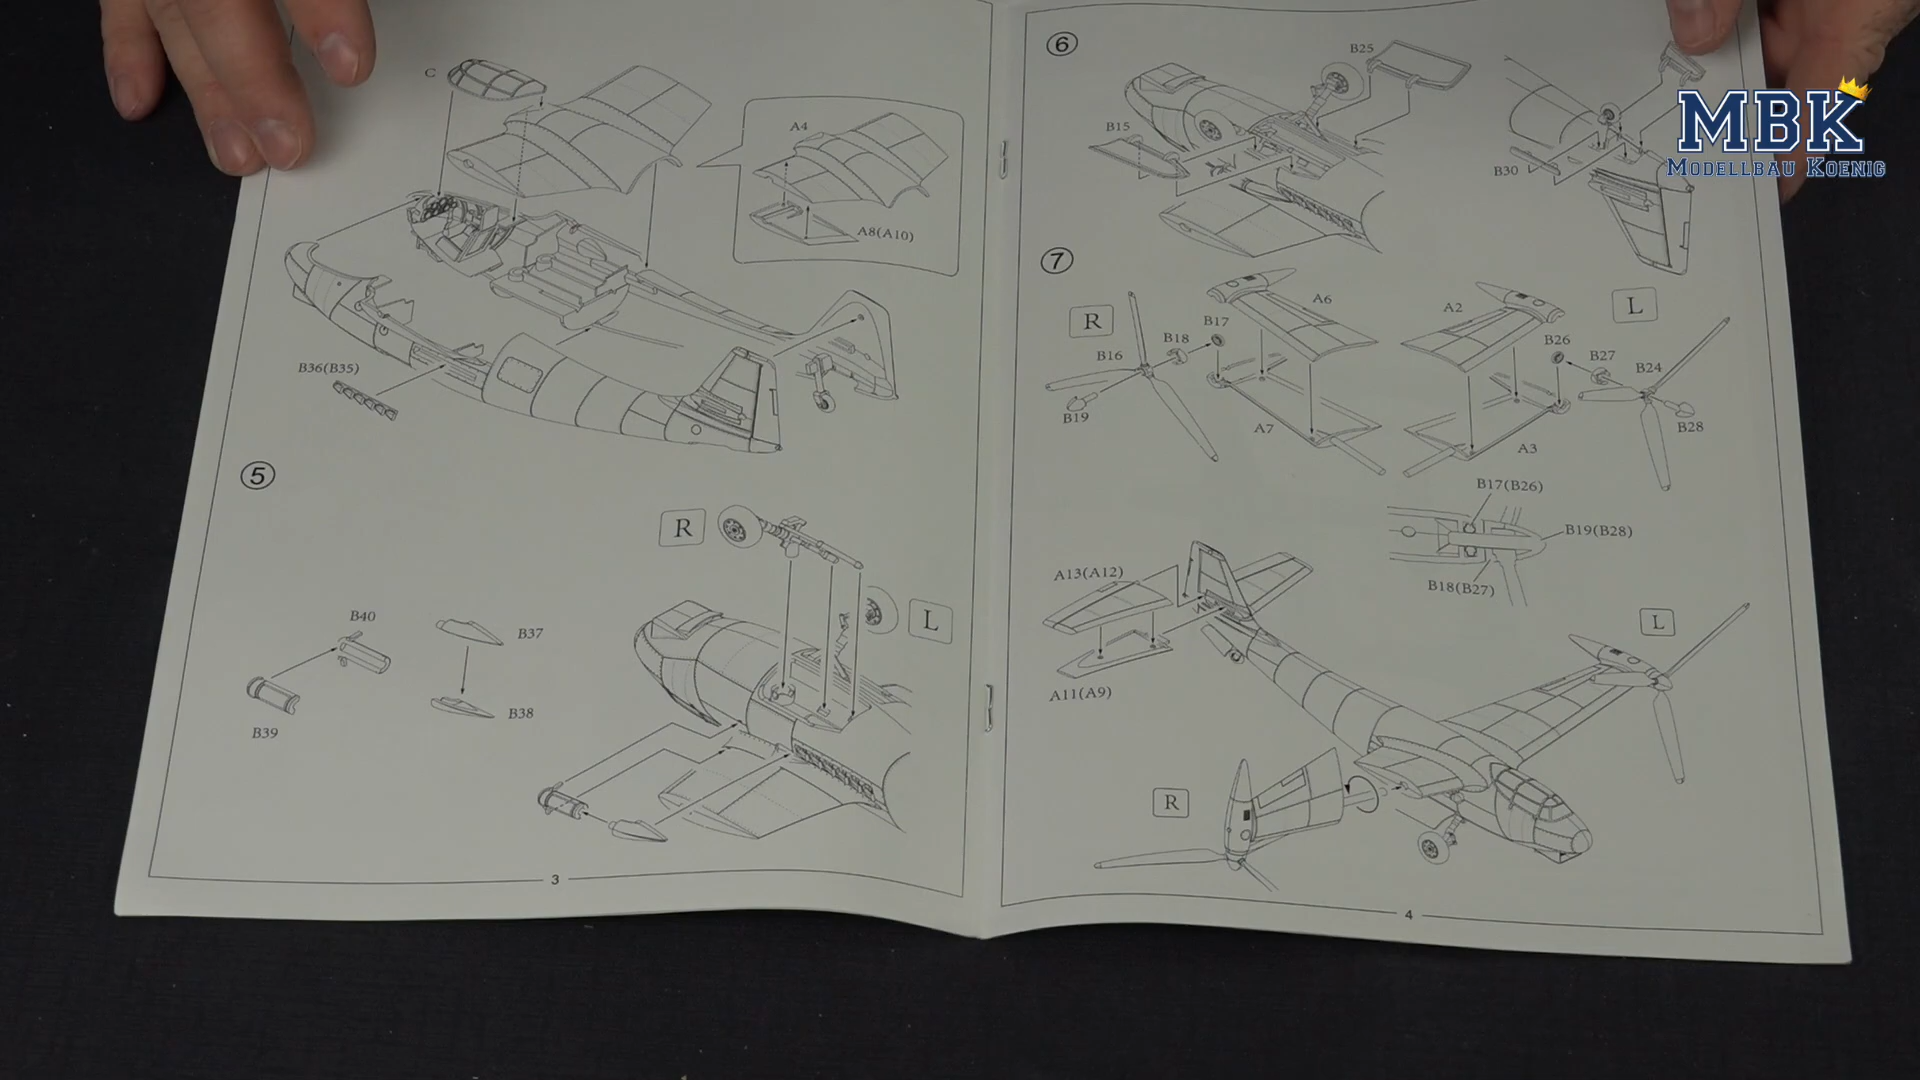 C
A4
A8(A10)
B36(B35)
5
R
L
B40
B37
B39
B38
3
6
B25
B15
B30
MBK
MODELLBAU KOENIG
7
R
L
A6
A2
B17
B18
B16
B19
A7
B26
B27
B24
B28
A3
B17(B26)
B19(B28)
B18(B27)
A13(A12)
A11(A9)
L
R
4